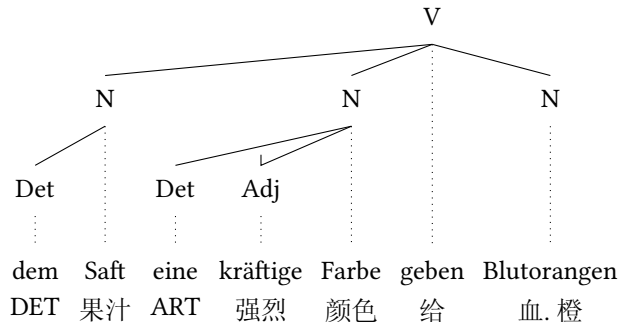 V
N N N
Det Det Adj
dem Saft eine kräftige Farbe geben Blutorangen
DET 果汁 ART 强烈 颜色 给 血. 橙